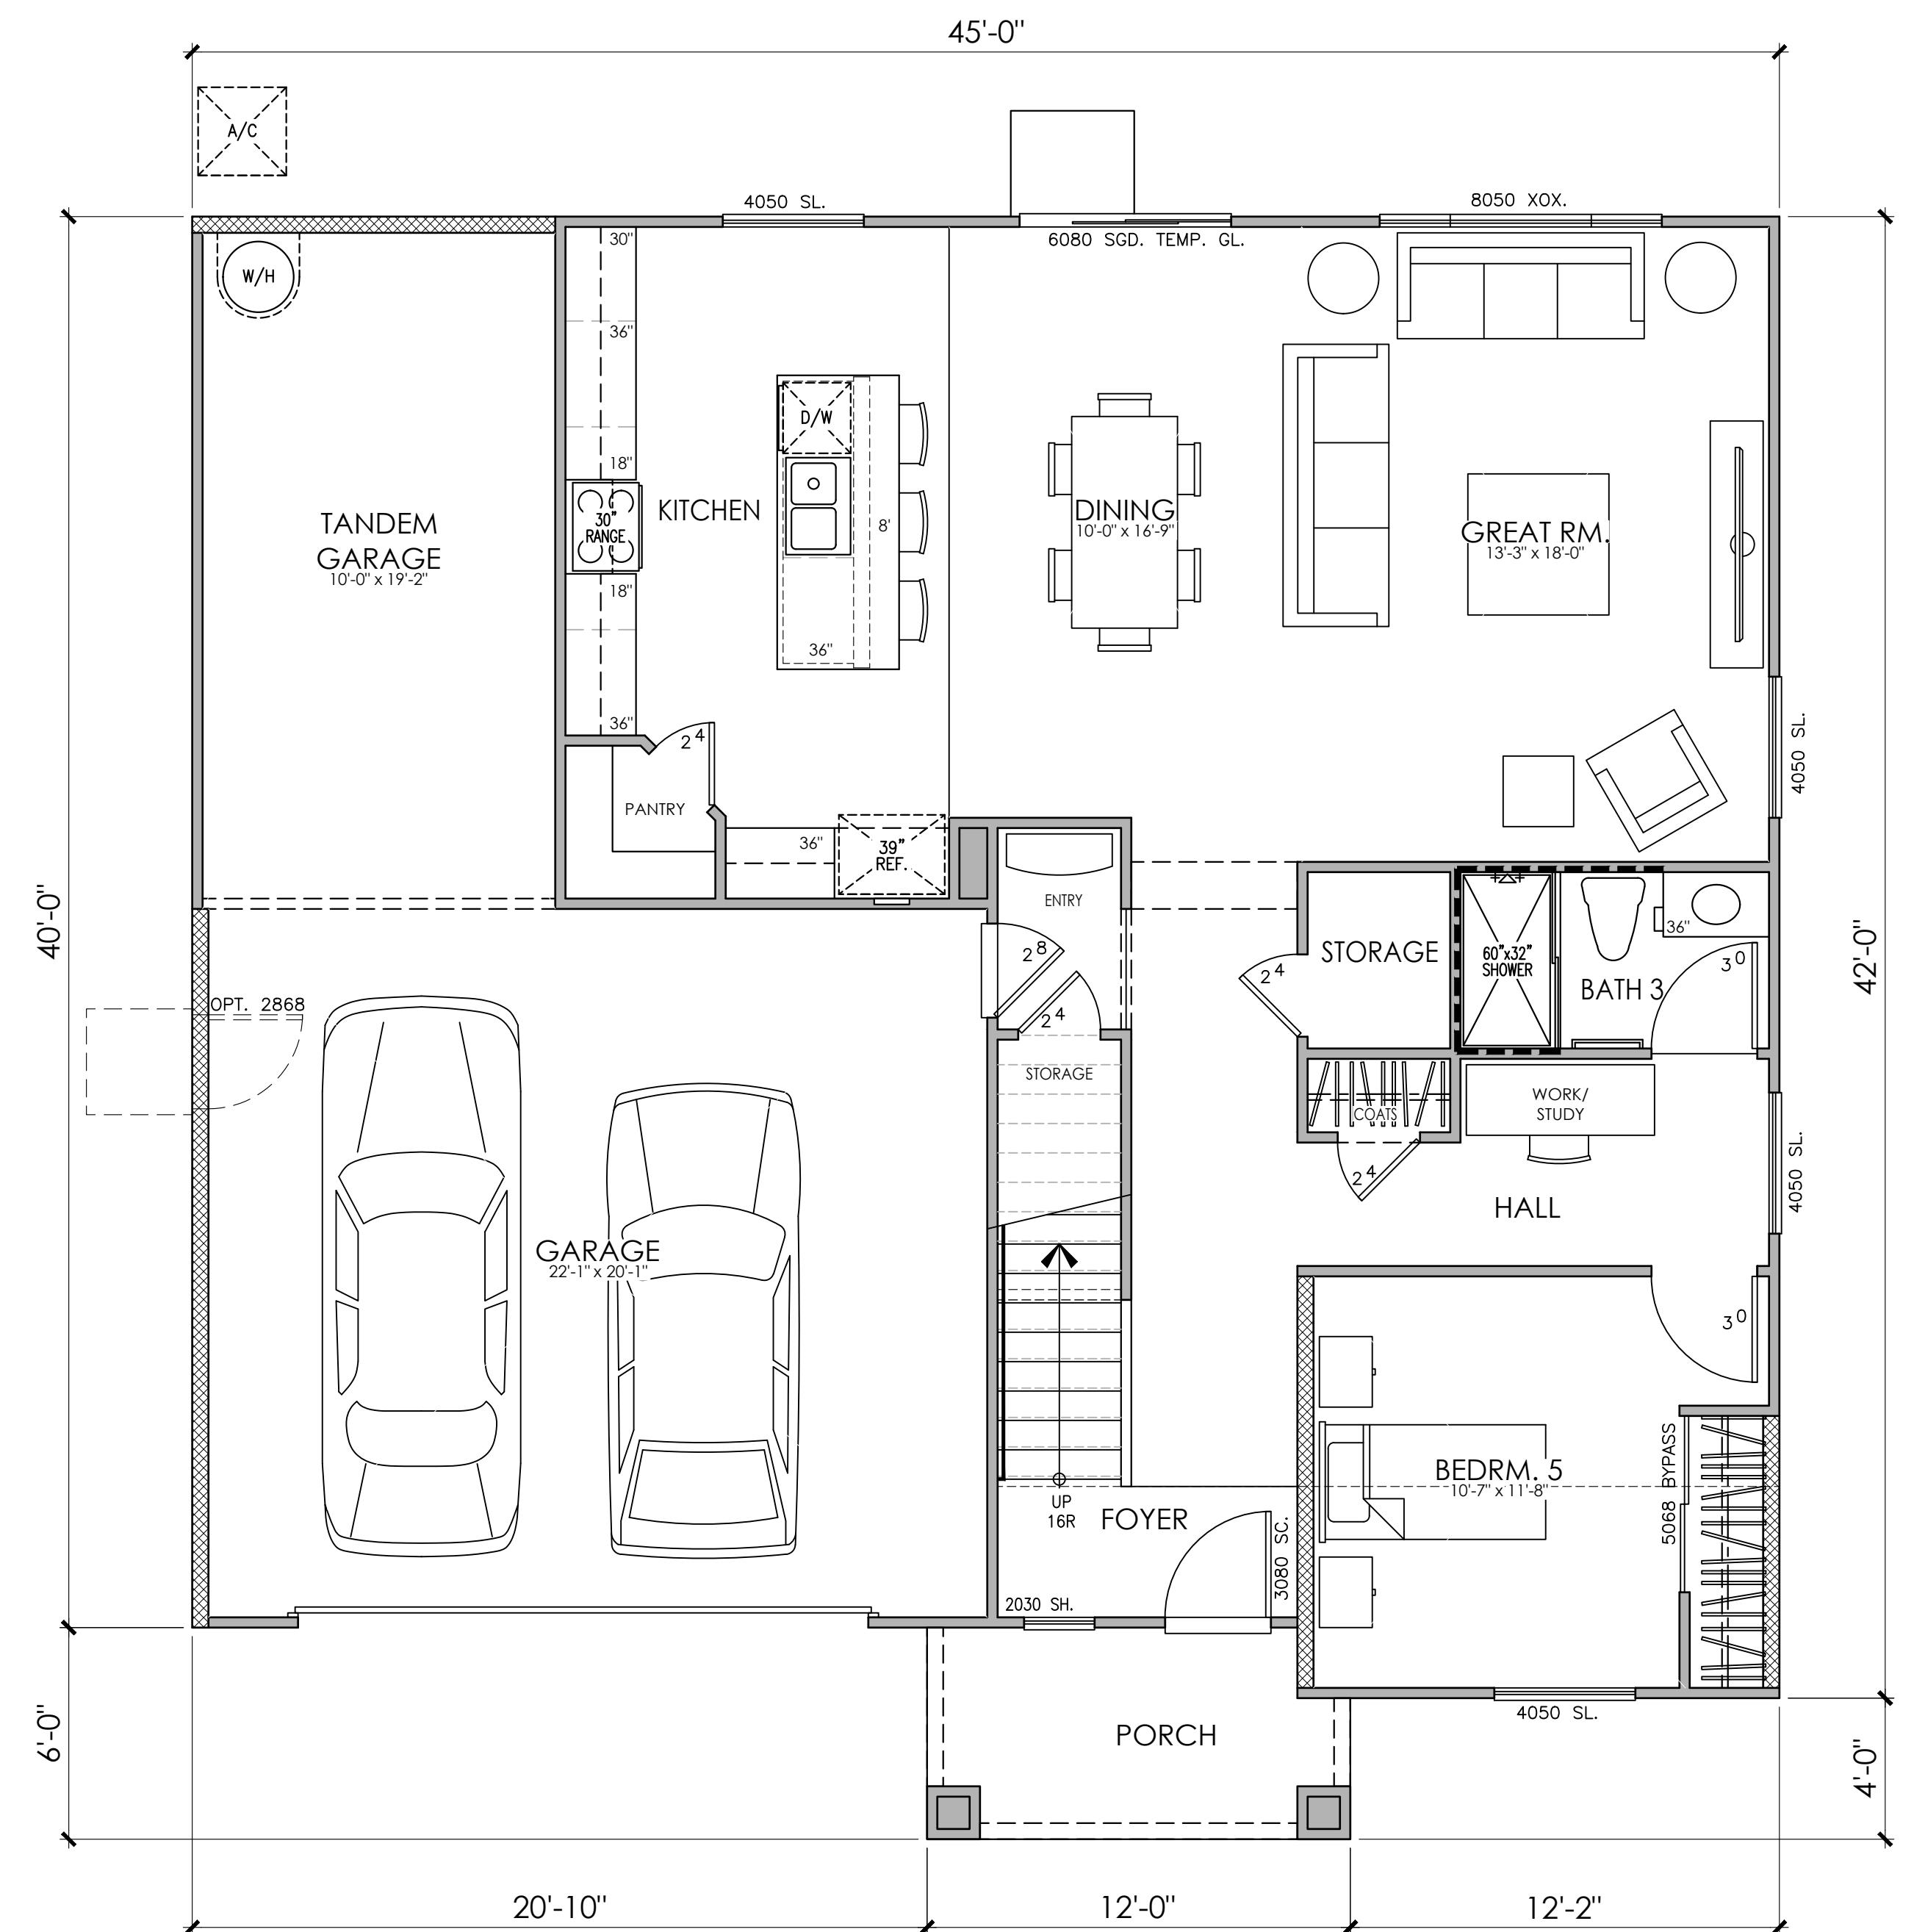 45'-0"
A/C
4050 SL.
8050 XOX.
6080 SGD. TEMP. GL.
W/H
30"
36"
18"
30"
RANGE
18"
36"
KITCHEN
D/W
8'
36"
TANDEM
GARAGE
10'-0" x 19'-2"
DINING
10'-0" x 16'-9"
GREAT RM.
13'-3" x 18'-0"
4050 SL.
2 4
PANTRY
36"
39"
REF.
ENTRY
2 8
2 4
STORAGE
2 4
STORAGE
60"x32"
SHOWER
BATH 3
36"
3 0
40'-0"
42'-0"
OPT. 2868
COATS
2 4
WORK/
STUDY
4050 SL.
HALL
GARAGE
22'-1" x 20'-1"
3 0
BEDRM. 5
10'-7" x 11'-8"
5068 BYPASS
UP
16R
FOYER
3080 SC.
2030 SH.
4050 SL.
PORCH
6'-0"
4'-0"
20'-10"
12'-0"
12'-2"